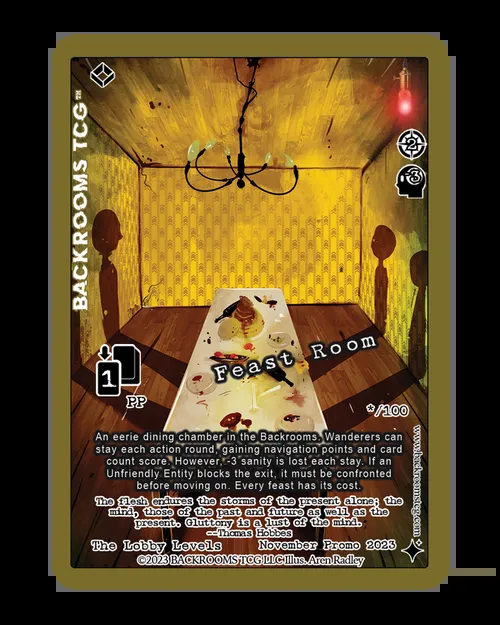 BACKROOMS TCG™
2
3
Feast Room
1
PP
*/100
An eerie dining chamber in the Backrooms. Wanderers can
stay each action round, gaining navigation points and card
count score. However, -3 sanity is lost each stay. If an
Unfriendly Entity blocks the exit, it must be confronted
before moving on. Every feast has its cost.
The flesh endures the storms of the present alone; the
mind, those of the past and future as well as the
present. Gluttony is a lust of the mind.
--Thomas Hobbes
www.backroomstcg.com
The Lobby Levels November Promo 2023
©2023 BACKROOMS TCG LLC Illus. Aren Radley